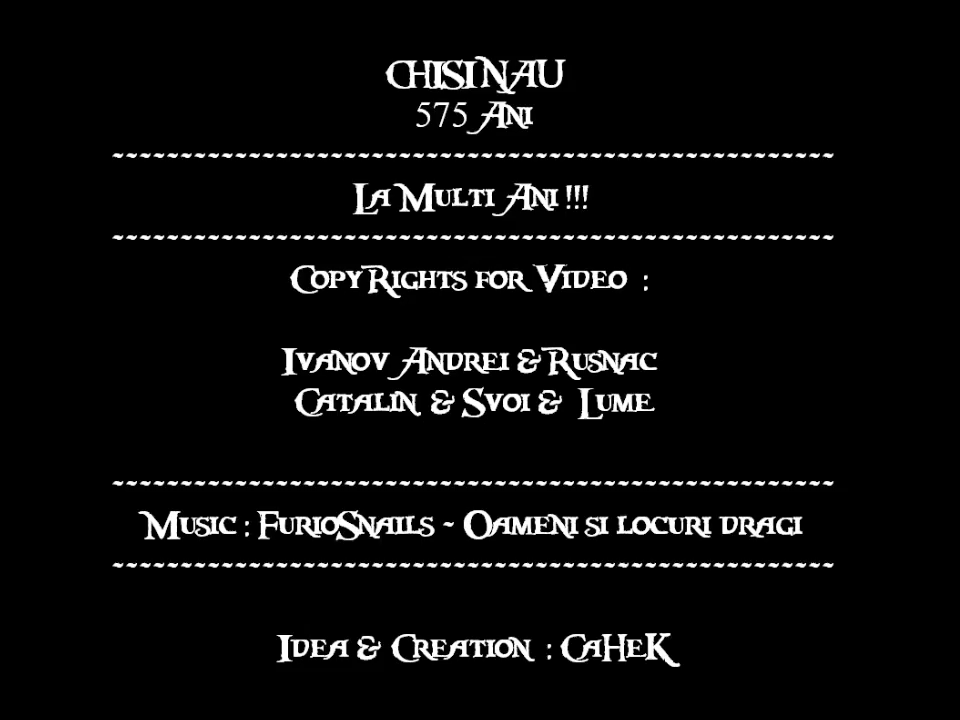 CHISINAU
575 Ani
~~~~~~~~~~~~~~~~~~~~~~~~~~~~~~~~~~~~~~~~~~~~~~~~~~~~~
La Multi Ani !!!
~~~~~~~~~~~~~~~~~~~~~~~~~~~~~~~~~~~~~~~~~~~~~~~~~~~~~
CopyRights for Video :
Ivanov Andrei & Rusnac
Catalin & Svoi & Lume
~~~~~~~~~~~~~~~~~~~~~~~~~~~~~~~~~~~~~~~~~~~~~~~~~~~~~
Music : FurioSnails ~ Oameni si locuri dragi
~~~~~~~~~~~~~~~~~~~~~~~~~~~~~~~~~~~~~~~~~~~~~~~~~~~~~
Idea & Creation : CaHeK